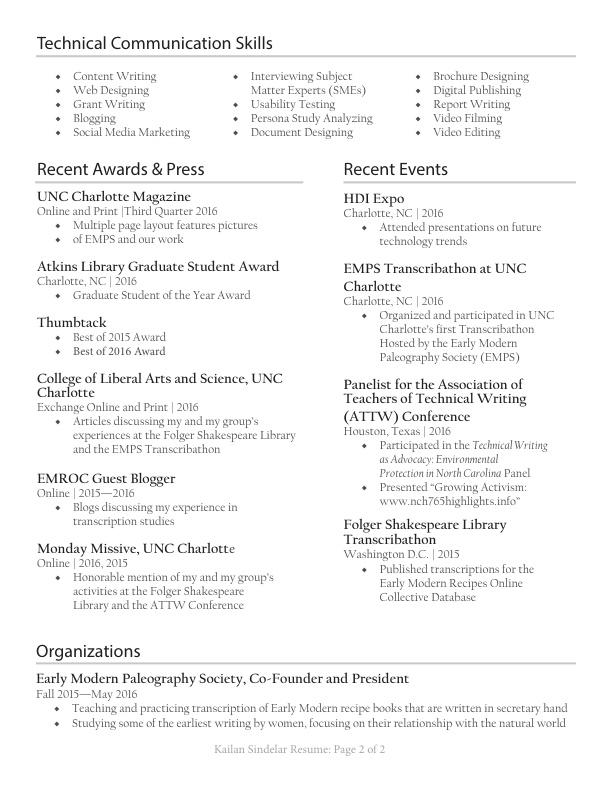 Technical Communication Skills
⬥ Content Writing
⬥ Web Designing
⬥ Grant Writing
⬥ Blogging
⬥ Social Media Marketing
⬥ Interviewing Subject
Matter Experts (SMEs)
⬥ Usability Testing
⬥ Persona Study Analyzing
⬥ Document Designing
⬥ Brochure Designing
⬥ Digital Publishing
⬥ Report Writing
⬥ Video Filming
⬥ Video Editing
Recent Awards & Press
UNC Charlotte Magazine
Online and Print |Third Quarter 2016
⬥ Multiple page layout features pictures
⬥ of EMPS and our work
Atkins Library Graduate Student Award
Charlotte, NC | 2016
⬥ Graduate Student of the Year Award
Thumbtack
⬥ Best of 2015 Award
⬥ Best of 2016 Award
College of Liberal Arts and Science, UNC
Charlotte
Exchange Online and Print | 2016
⬥ Articles discussing my and my group's
experiences at the Folger Shakespeare Library
and the EMPS Transcribathon
EMROC Guest Blogger
Online | 2015—2016
⬥ Blogs discussing my experience in
transcription studies
Monday Missive, UNC Charlotte
Online | 2016, 2015
⬥ Honorable mention of my and my group's
activities at the Folger Shakespeare
Library and the ATTW Conference
Recent Events
HDI Expo
Charlotte, NC | 2016
⬥ Attended presentations on future
technology trends
EMPS Transcribathon at UNC
Charlotte
Charlotte, NC | 2016
⬥ Organized and participated in UNC
Charlotte's first Transcribathon
Hosted by the Early Modern
Paleography Society (EMPS)
Panelist for the Association of
Teachers of Technical Writing
(ATTW) Conference
Houston, Texas | 2016
⬥ Participated in the Technical Writing
as Advocacy: Environmental
Protection in North Carolina Panel
⬥ Presented “Growing Activism:
www.nch765highlights.info”
Folger Shakespeare Library
Transcribathon
Washington D.C. | 2015
⬥ Published transcriptions for the
Early Modern Recipes Online
Collective Database
Organizations
Early Modern Paleography Society, Co-Founder and President
Fall 2015—May 2016
⬥ Teaching and practicing transcription of Early Modern recipe books that are written in secretary hand
⬥ Studying some of the earliest writing by women, focusing on their relationship with the natural world
Kailan Sindelar Resume: Page 2 of 2